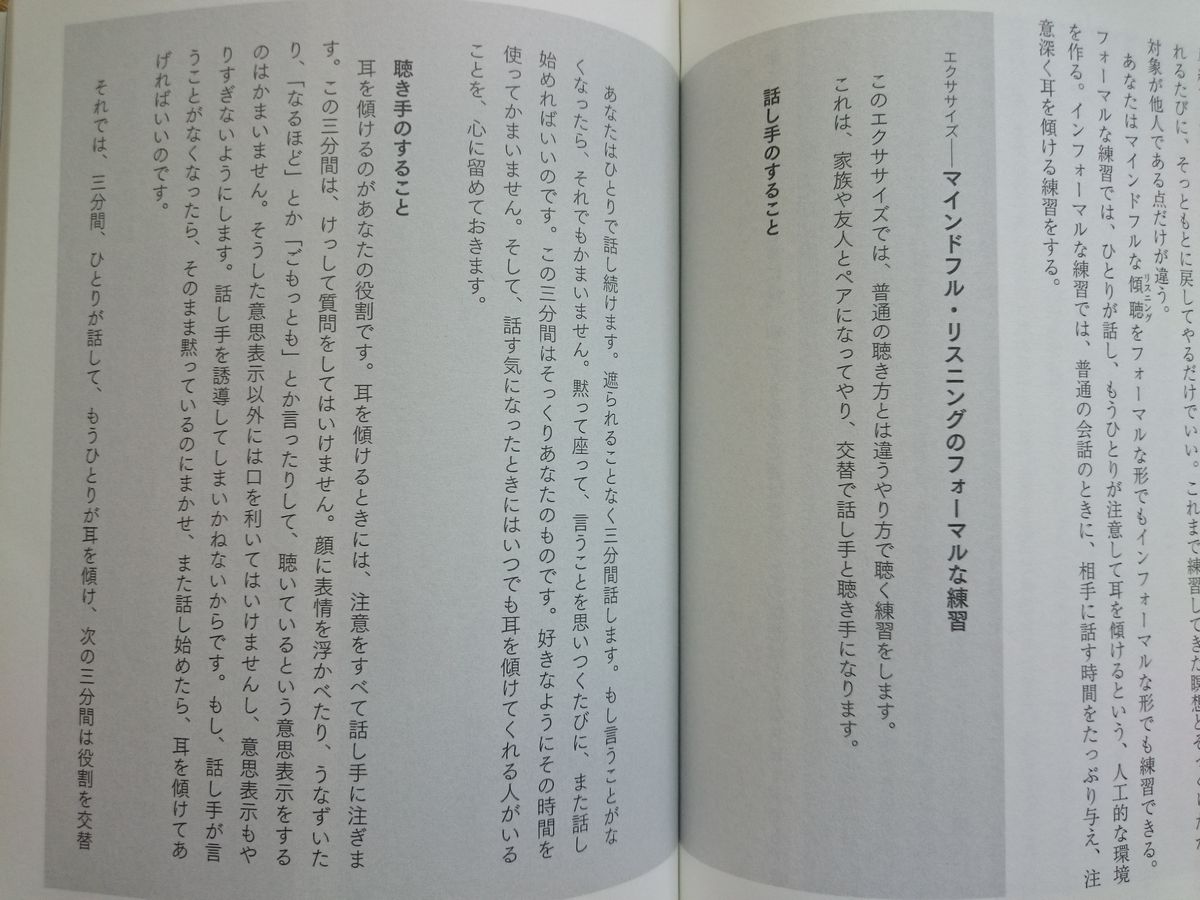 れるたびに、そっともとに戻してやるだけでいい。これまで練習してきた瞑想と
対象が他人である点だけが違う。
あなたはマインドフルな傾聴をフォーマルな形でもインフォーマルな形でも練習できる。
リスニング
フォーマルな練習では、ひとりが話し、もうひとりが注意して耳を傾けるという、人工的な環境
を作る。インフォーマルな練習では、普通の会話のときに、相手に話す時間をたっぷり与え、注
意深く耳を傾ける練習をする。
エクササイズ――マインドフル・リスニングのフォーマルな練習
このエクササイズでは、普通の聴き方とは違うやり方で聴く練習をします。
これは、家族や友人とペアになってやり、交替で話し手と聴き手になります。
話し手のすること
あなたはひとりで話し続けます。遮られることなく三分間話します。もし言うことがな
くなったら、それでもかまいません。黙って座って、言うことを思いつくたびに、また話し
始めればいいのです。この三分間はそっくりあなたのものです。好きなようにその時間を
使ってかまいません。そして、話す気になったときにはいつでも耳を傾けてくれる人がいる
ことを、心に留めておきます。
聴き手のすること
耳を傾けるのがあなたの役割です。耳を傾けるときには、注意をすべて話し手に注ぎま
す。この三分間は、けっして質問をしてはいけません。顔に表情を浮かべたり、うなずいた
り、「なるほど」とか「ごもっとも」とか言ったりして、聴いているという意思表示をする
のはかまいません。そうした意思表示以外には口を利いてはいけませんし、意思表示もや
りすぎないようにします。話し手を誘導してしまいかねないからです。もし、話し手が言
うことがなくなったら、そのまま黙っているのにまかせ、また話し始めたら、耳を傾けてあ
げればいいのです。
それでは、三分間、ひとりが話して、もうひとりが耳を傾け、次の三分間は役割を交替